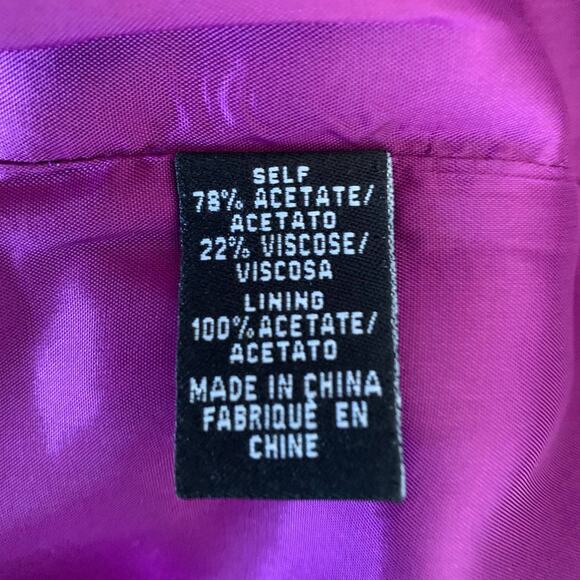 SELF
78% ACETATE/
ACETATO
22% VISCOSE/
VISCOSA
LINING
100% ACETATE/
ACETATO
MADE IN CHINA
FABRIQUÉ EN
CHINE